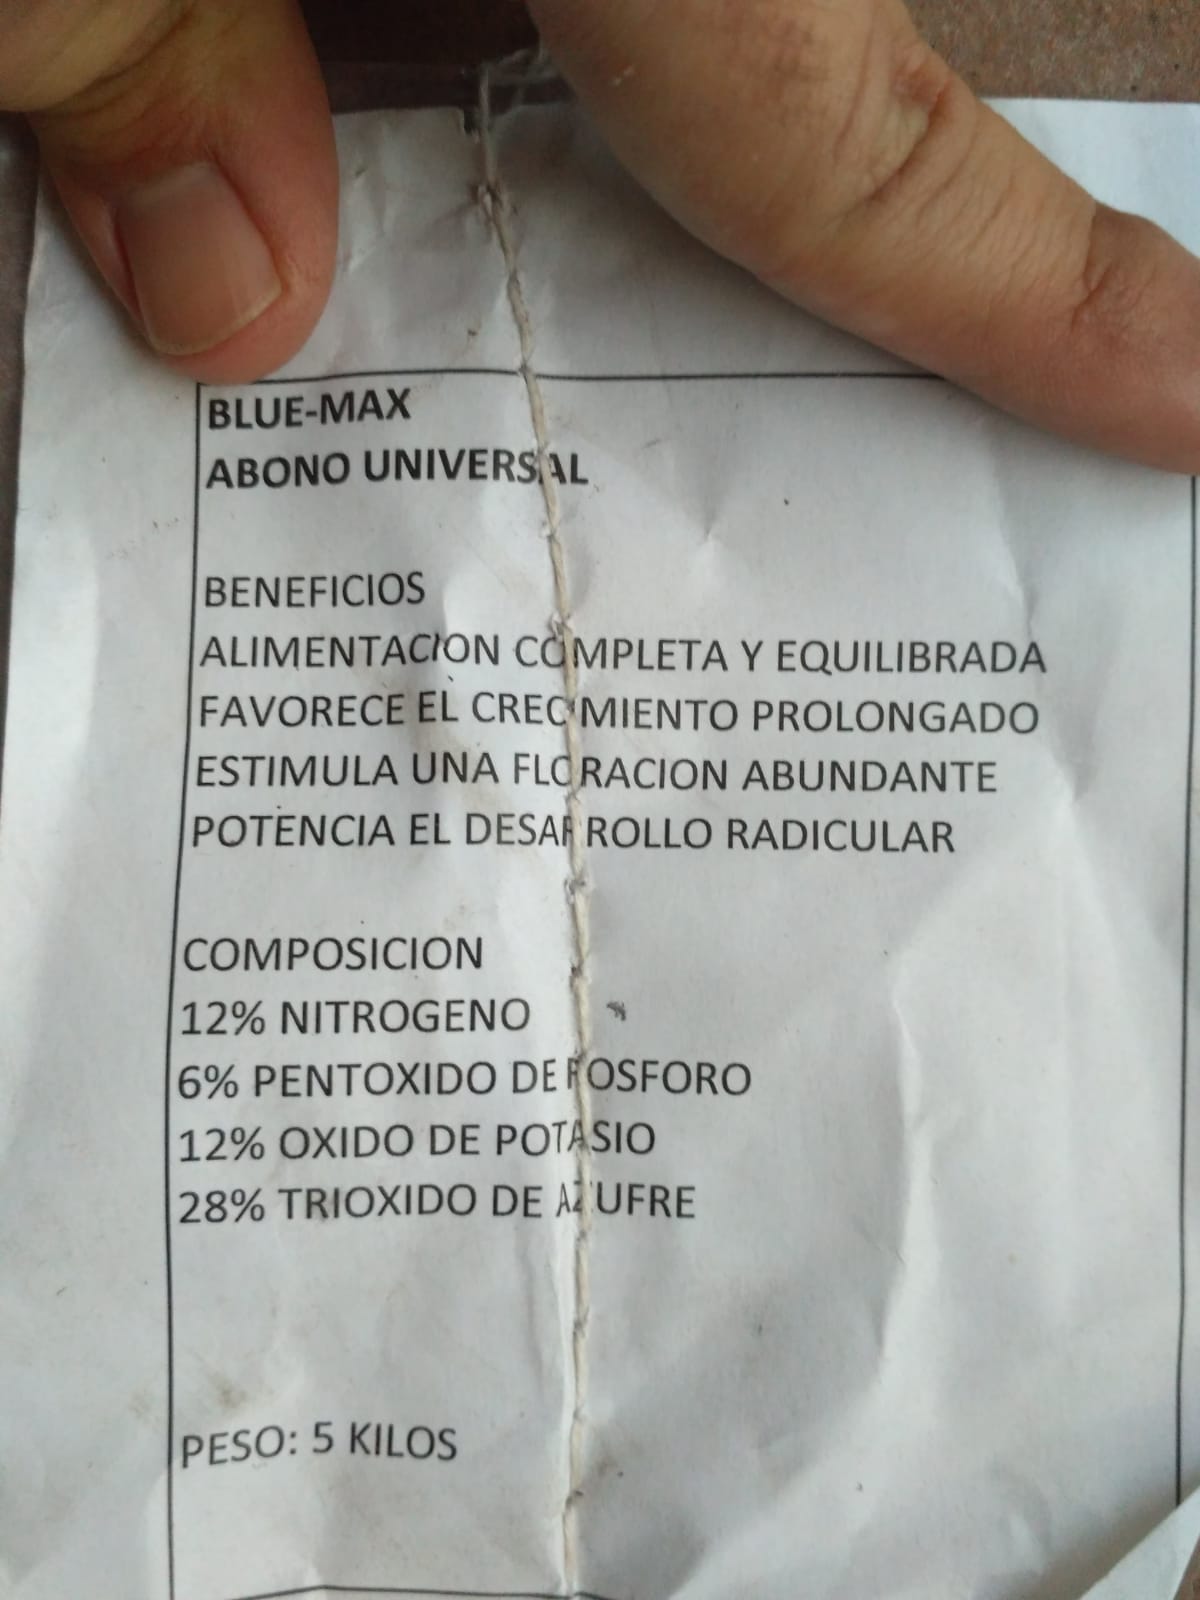 BLUE-MAX
ABONO UNIVERSAL
BENEFICIOS
ALIMENTACION COMPLETA Y EQUILIBRADA
FAVORECE EL CRECIMIENTO PROLONGADO
ESTIMULA UNA FLORACION ABUNDANTE
POTENCIA EL DESARROLLO RADICULAR
COMPOSICION
12% NITROGENO
6% PENTOXIDO DE FOSFORO
12% OXIDO DE POTASIO
28% TRIOXIDO DE AZUFRE
PESO: 5 KILOS